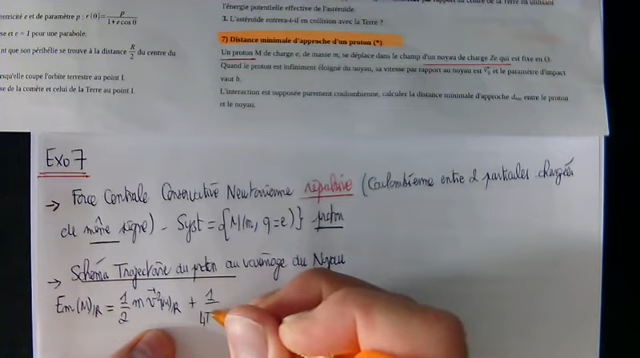 l'énergie potentielle effective de l'astéroïde.
3. L'astéroïde entrera-t-il en collision avec la Terre ?
et de paramètre p : r(θ) = p / 1 + e cos θ
e = 1 pour une parabole.
que son périhélie se trouve à la distance R/2 du centre du
coupe l'orbite terrestre au point I.
de la comète et celui de la Terre au point I.
7) Distance minimale d'approche d'un proton (*)
Un proton M de charge e, de masse m, se déplace dans le champ d'un noyau de charge Ze qui est fixe en O.
Quand le proton est infiniment éloigné du noyau, sa vitesse par rapport au noyau est V₀ et le paramètre d'impact
vaut b.
L'interaction est supposée purement coulombienne, calculer la distance minimale d'approche entre le proton
et le noyau.
Exo 7
→ Force Centrale Conservative Newtonienne répulsive (Coulombienne entre 2 particules chargées
de même signe) - Syst = {M(m, q=e)} proton
→ Schéma Trajectoire du proton au voisinage du Noyau
Em(M)/R = 1/2 m v²(M)/R + 1/4